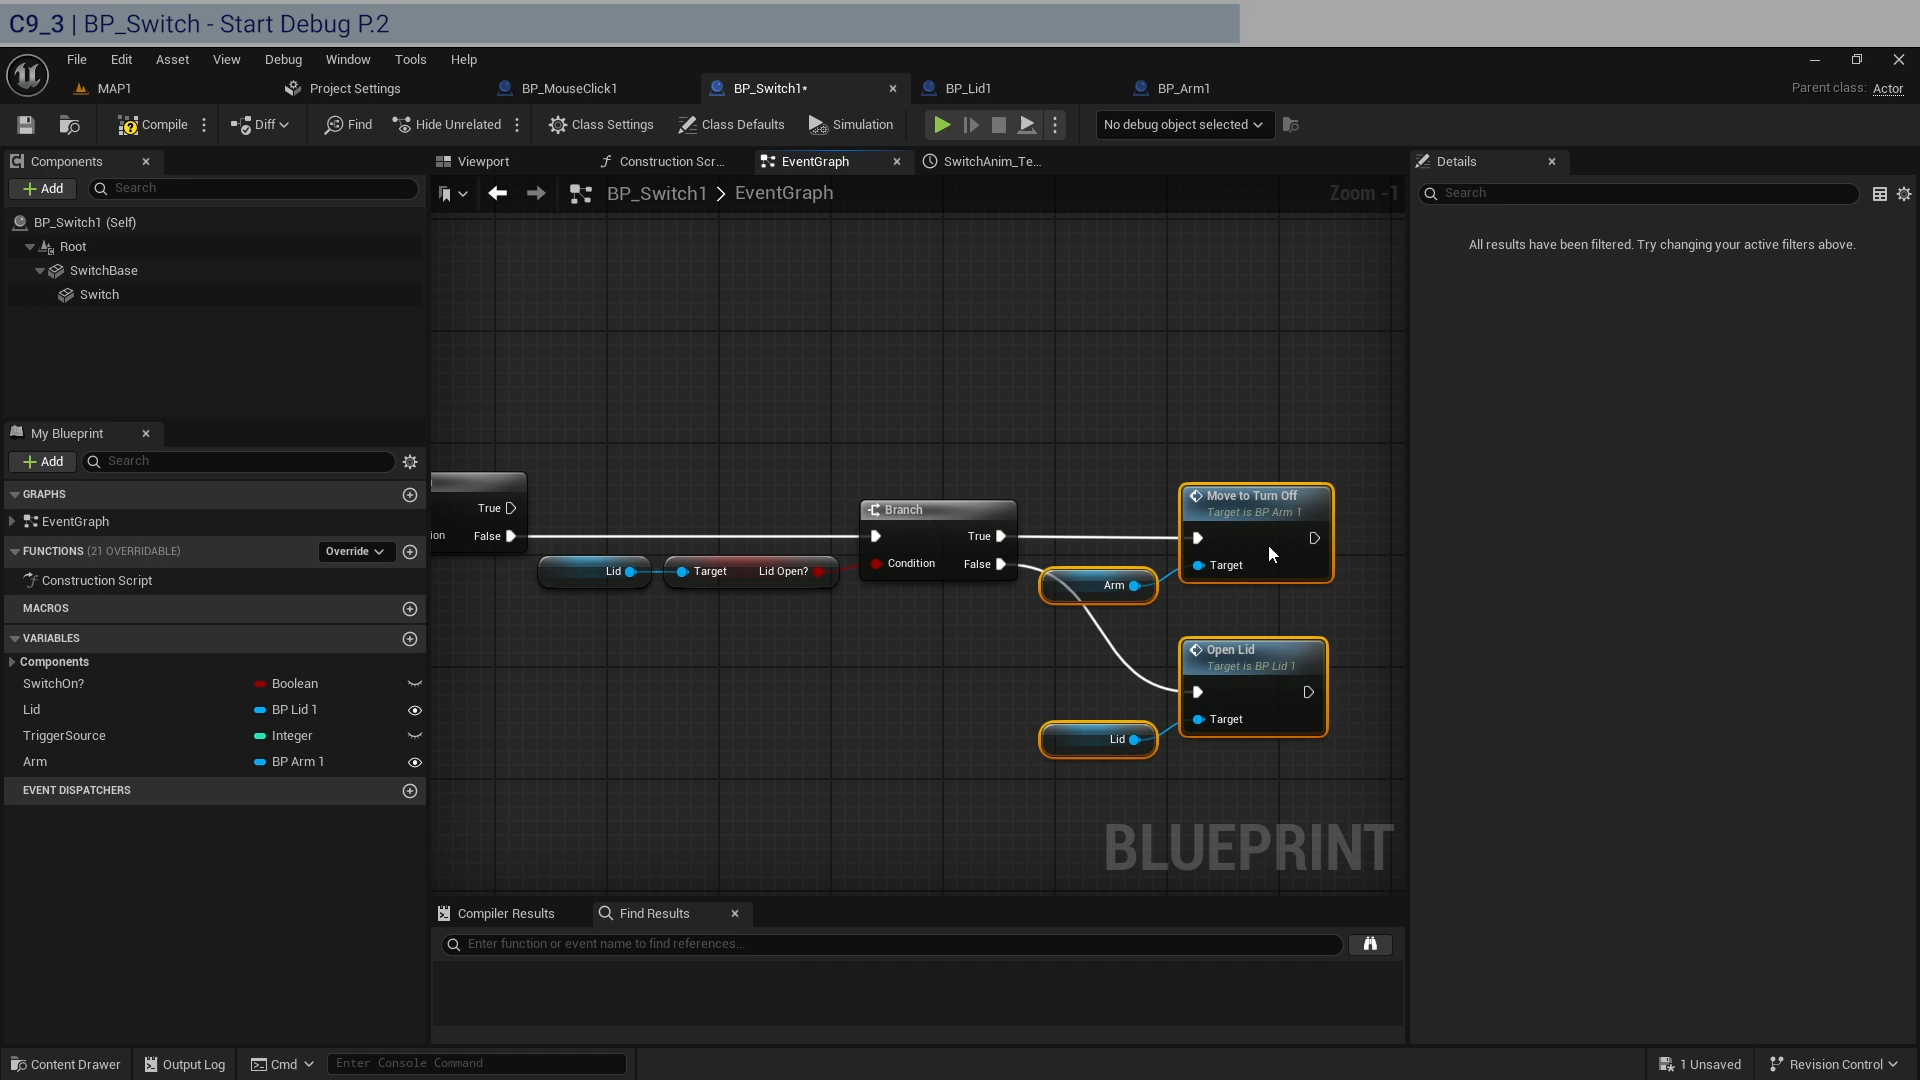 C9_3 | BP_Switch - Start Debug P.2
File Edit Asset View Debug Window Tools Help
MAP1 Project Settings BP_MouseClick1 BP_Switch1* BP_Lid1 BP_Arm1 Parent class: Actor
Compile Diff Find Hide Unrelated Class Settings Class Defaults Simulation No debug object selected
Components
Add Search
BP_Switch1 (Self)
Root
SwitchBase
Switch
My Blueprint
Add Search
GRAPHS
EventGraph
FUNCTIONS (21 OVERRIDABLE) Override
Construction Script
MACROS
VARIABLES
Components
SwitchOn? Boolean
Lid BP Lid 1
TriggerSource Integer
Arm BP Arm 1
EVENT DISPATCHERS
Viewport Construction Scr... EventGraph SwitchAnim_Te...
BP_Switch1 > EventGraph Zoom -1
True
ion False
Lid
Target Lid Open?
Branch
True
Condition False
Move to Turn Off
Target is BP Arm 1
Target
Arm
Open Lid
Target is BP Lid 1
Target
Lid
BLUEPRINT
Compiler Results Find Results
Enter function or event name to find references...
Details
Search
All results have been filtered. Try changing your active filters above.
Content Drawer Output Log Cmd Enter Console Command 1 Unsaved Revision Control